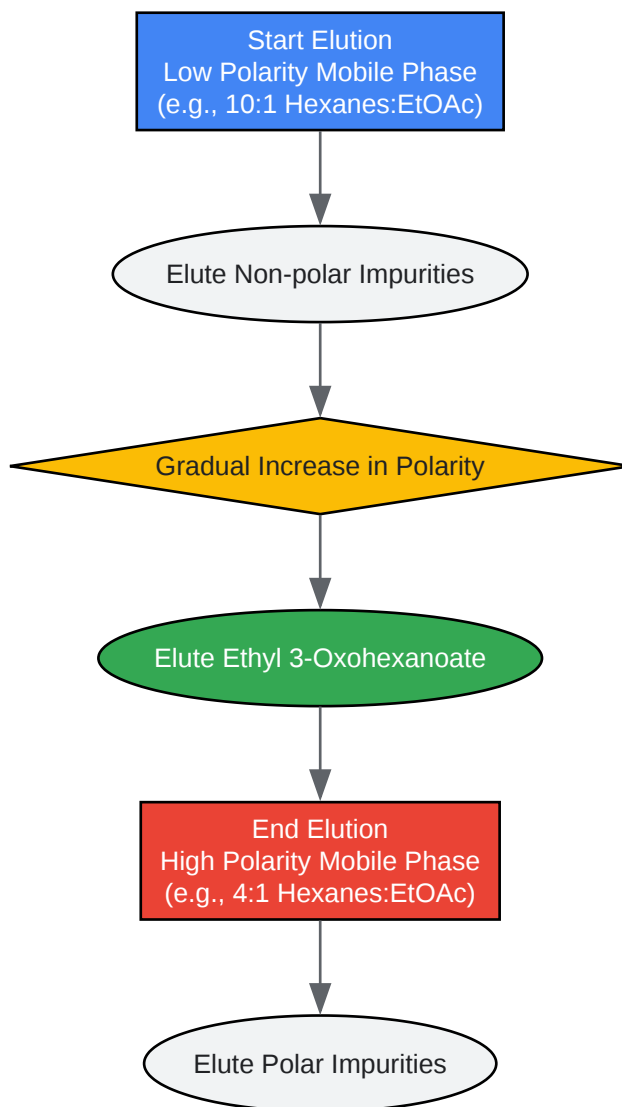 Start Elution
Low Polarity Mobile Phase
(e.g., 10:1 Hexanes:EtOAc)
Elute Non-polar Impurities
Gradual Increase in Polarity
Elute Ethyl 3-Oxohexanoate
End Elution
High Polarity Mobile Phase
(e.g., 4:1 Hexanes:EtOAc)
Elute Polar Impurities